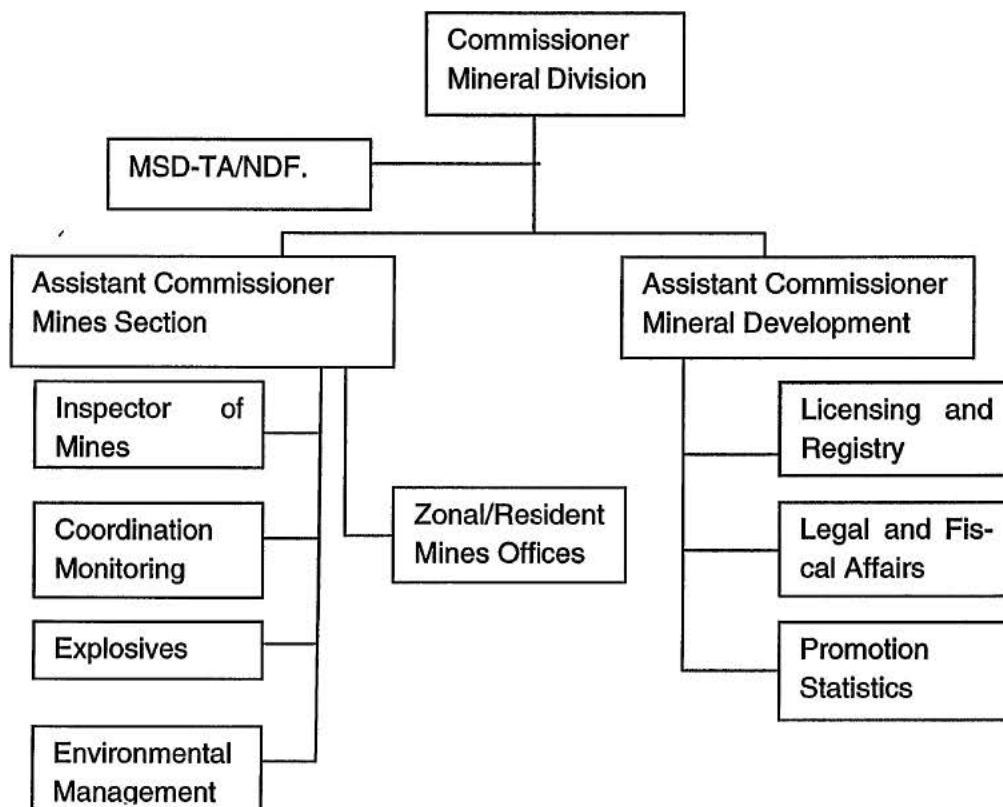 Commissioner
Mineral Division
MSD-TA/NDF.
Assistant Commissioner
Mines Section
Assistant Commissioner
Mineral Development
Inspector of
Mines
Coordination
Monitoring
Explosives
Environmental
Management
Zonal/Resident
Mines Offices
Licensing and
Registry
Legal and Fis-
cal Affairs
Promotion
Statistics